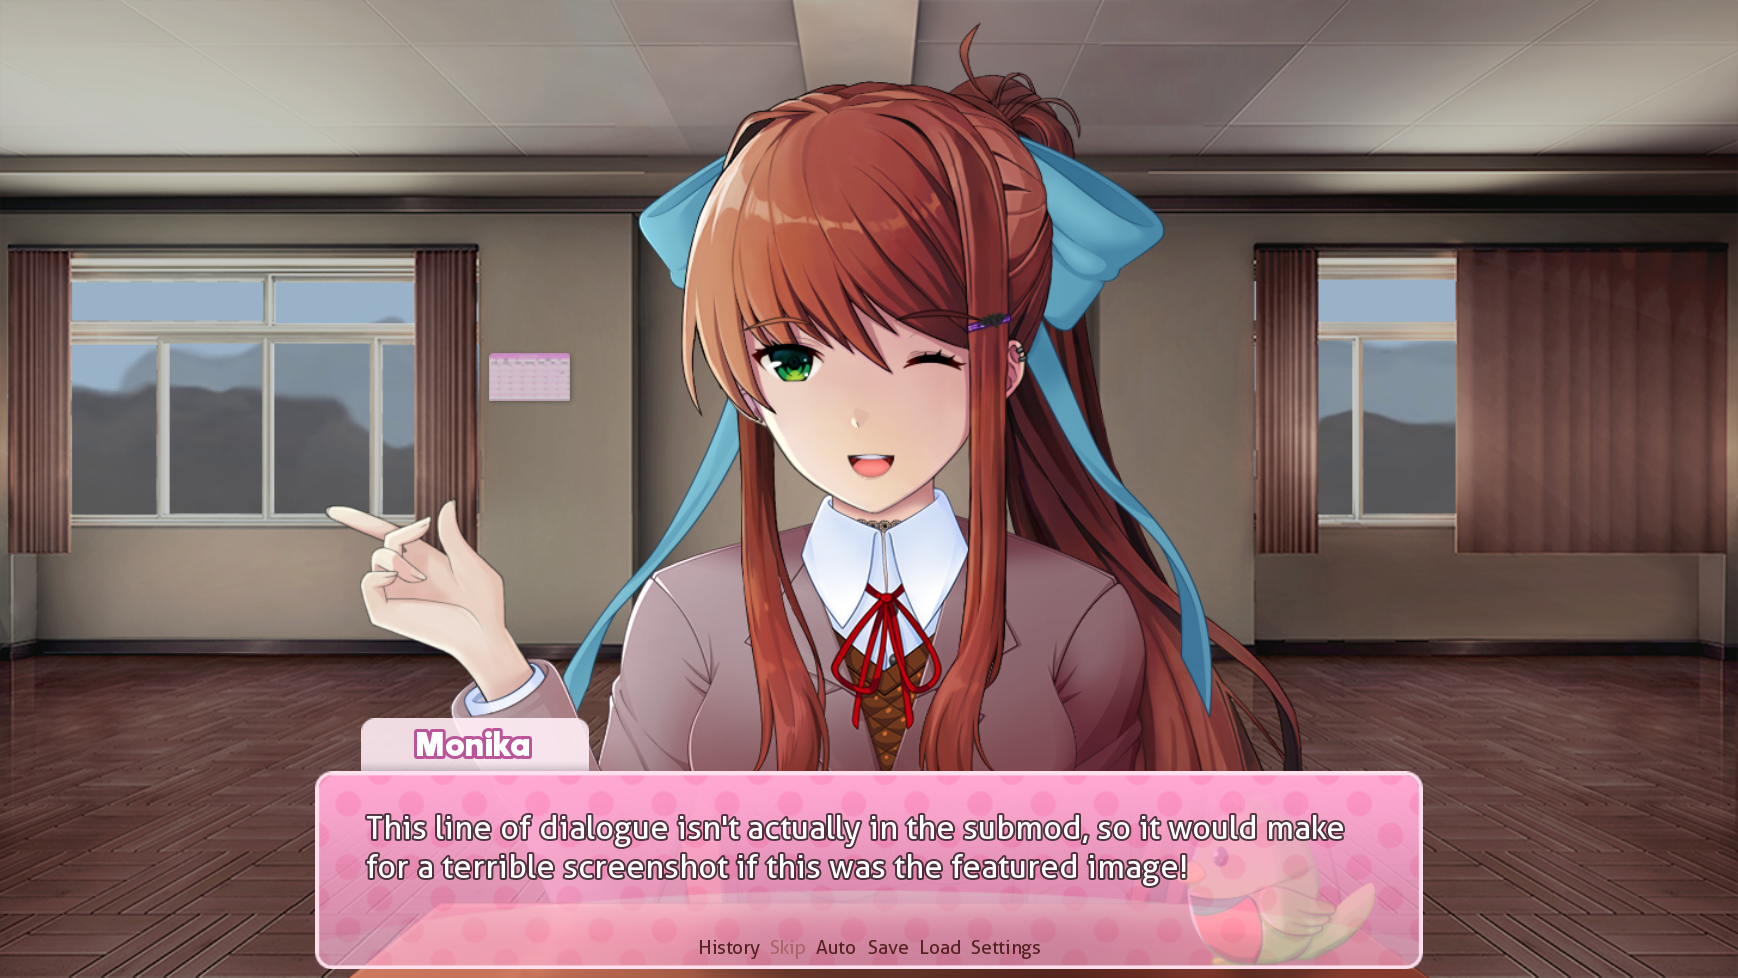 Monika
This line of dialogue isn't actually in the submod, so it would make
for a terrible screenshot if this was the featured image!
History Skip Auto Save Load Settings